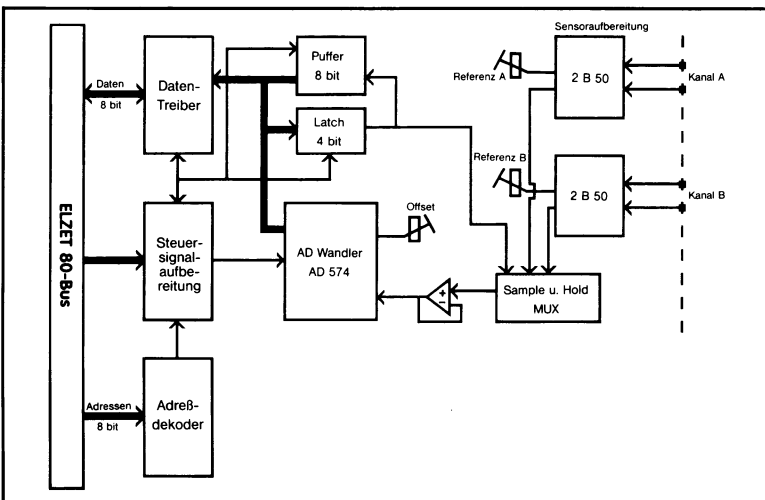 Sensoraufbereitung
Puffer
8 bit
Referenz A
2 B 50
Kanal A
Daten
8 bit
Daten-
Treiber
Latch
4 bit
Referenz B
2 B 50
Kanal B
ELZET 80-Bus
Steuer-
signal-
aufbe-
reitung
Offset
AD Wandler
AD 574
+
−
Sample u. Hold
MUX
Adressen
8 bit
Adreß-
dekoder